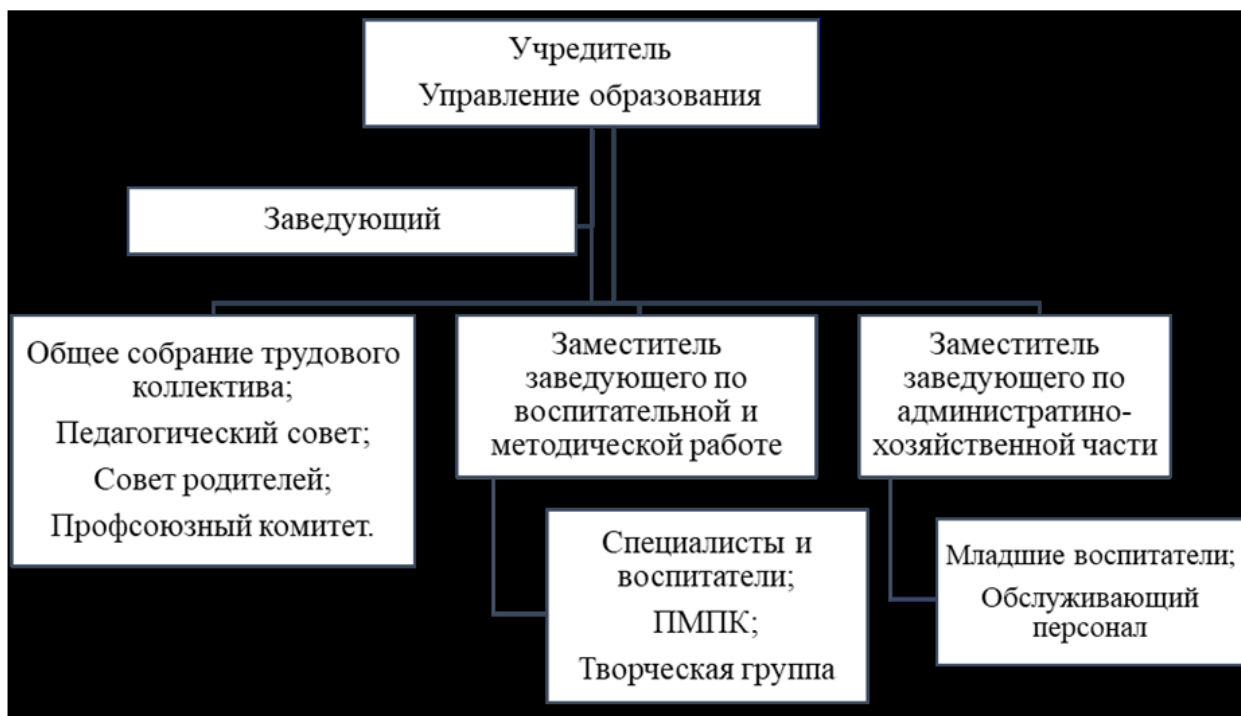 Учредитель
Управление образования
Заведующий
Общее собрание трудового
коллектива;
Педагогический совет;
Совет родителей;
Профсоюзный комитет.
Заместитель
заведующего по
воспитательной и
методической работе
Заместитель
заведующего по
администратино-
хозяйственной части
Специалисты и
воспитатели;
ПМПК;
Творческая группа
Младшие воспитатели;
Обслуживающий
персонал